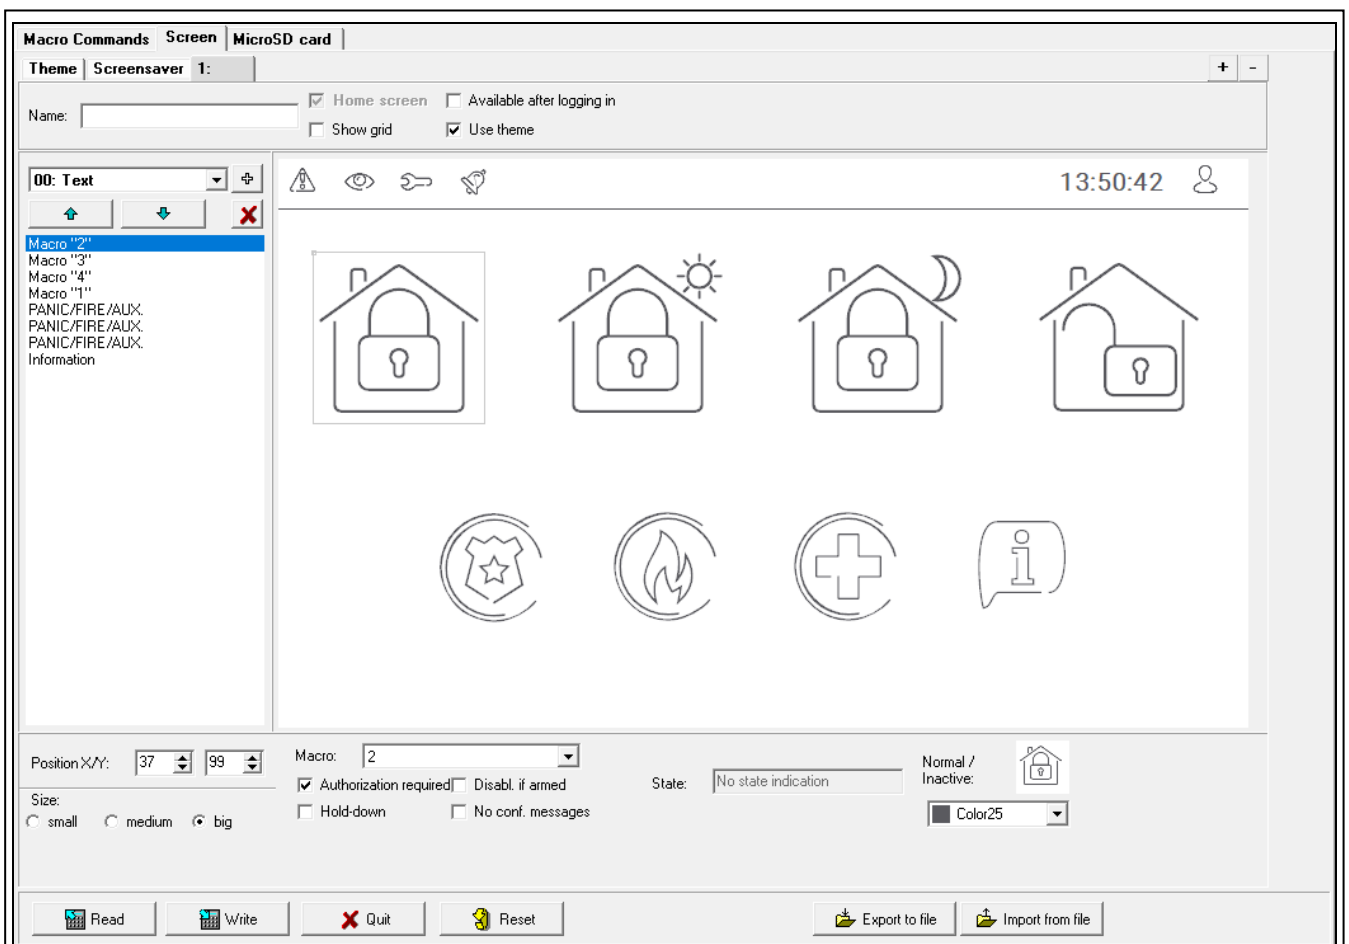 Macro Commands Screen MicroSD card
Theme Screensaver 1: + -
Name: Home screen Available after logging in
Show grid Use theme
00: Text
13:50:42
Macro "2"
Macro "3"
Macro "4"
Macro "1"
PANIC/FIRE/AUX.
PANIC/FIRE/AUX.
PANIC/FIRE/AUX.
Information
Position X/Y: 37 99
Size:
small medium big
Macro: 2
Authorization required Disabl. if armed
Hold-down No conf. messages
State: No state indication
Normal /
Inactive:
Color25
Read Write Quit Reset Export to file Import from file